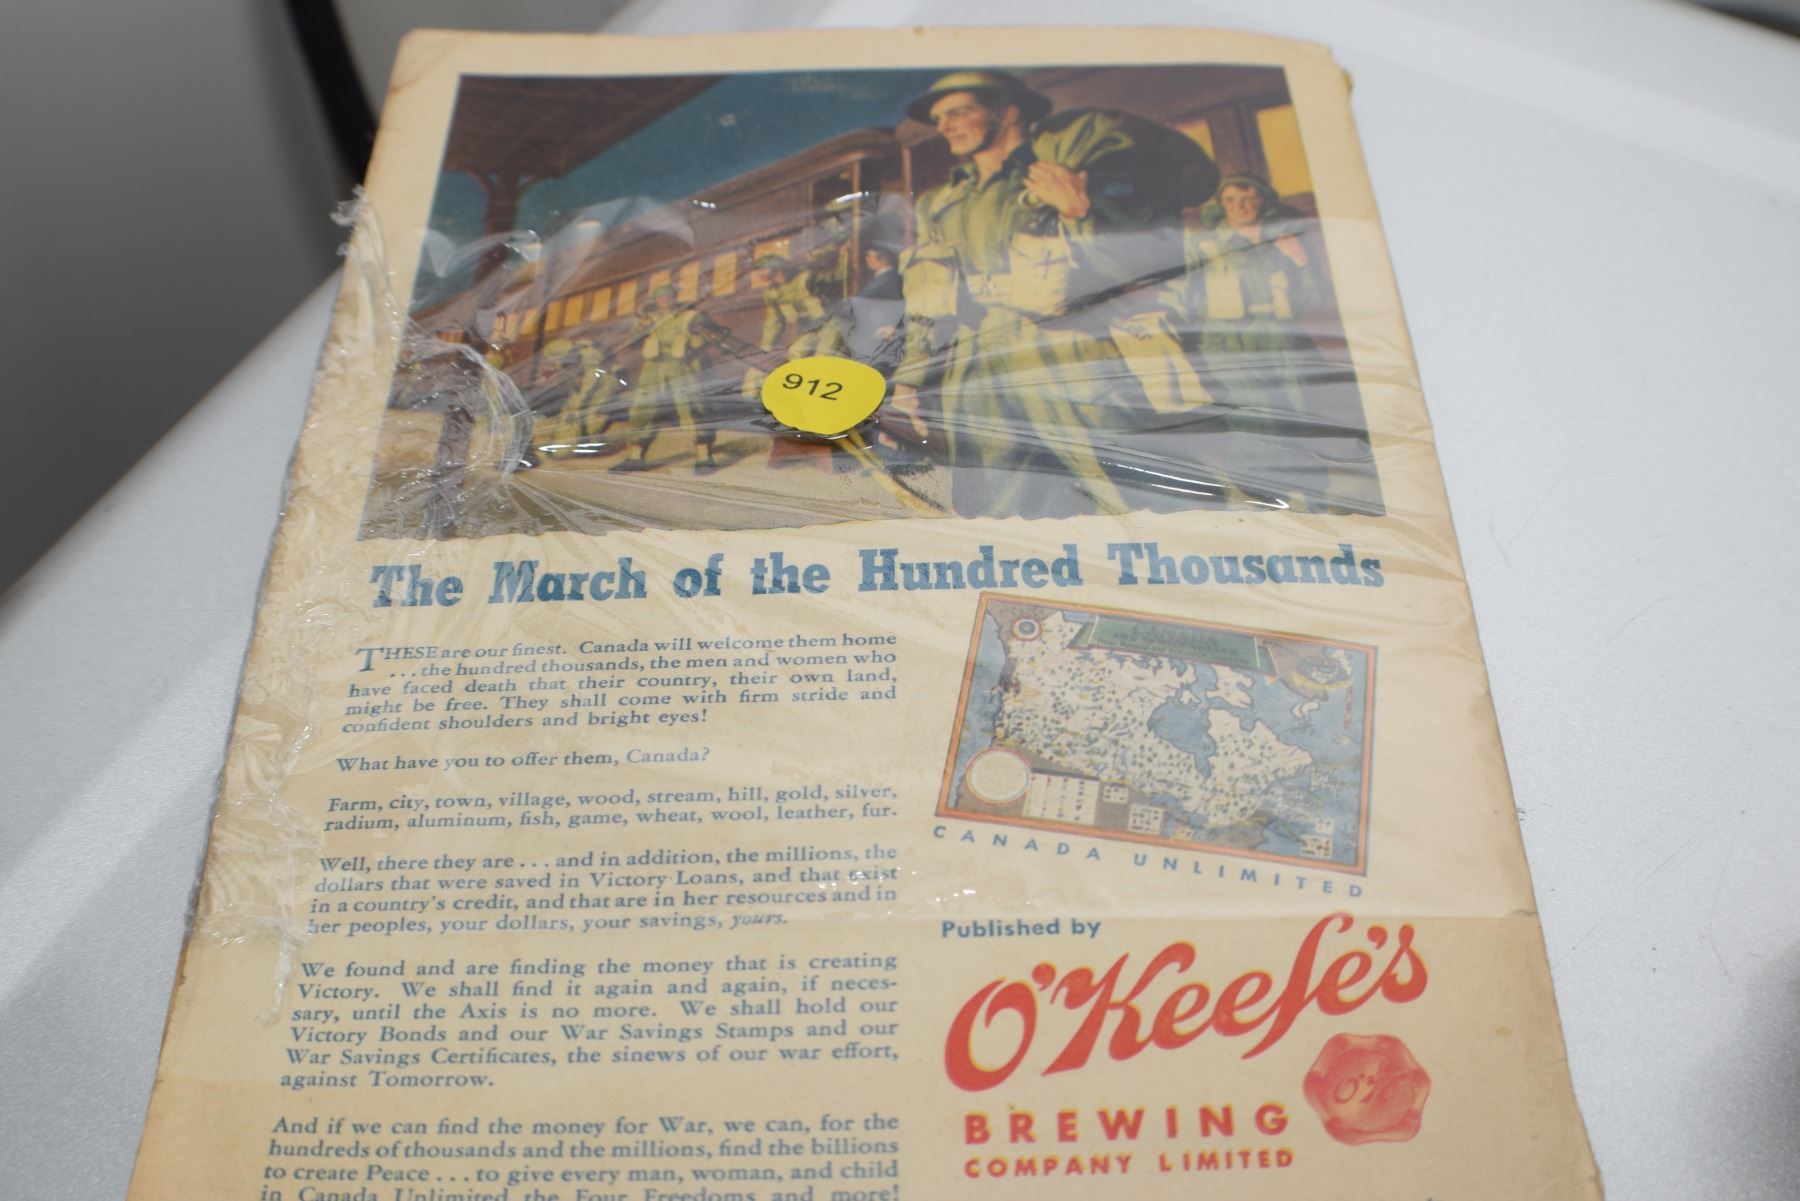 912
The March of the Hundred Thousands
THESE are our finest. Canada will welcome them home
... the hundred thousands, the men and women who
have faced death that their country, their own land,
might be free. They shall come with firm stride and
confident shoulders and bright eyes!
What have you to offer them, Canada?
Farm, city, town, village, wood, stream, hill, gold, silver,
radium, aluminum, fish, game, wheat, wool, leather, fur.
Well, there they are ... and in addition, the millions, the
dollars that were saved in Victory Loans, and that exist
in a country's credit, and that are in her resources and in
her peoples, your dollars, your savings, yours.
We found and are finding the money that is creating
Victory. We shall find it again and again, if neces-
sary, until the Axis is no more. We shall hold our
Victory Bonds and our War Savings Stamps and our
War Savings Certificates, the sinews of our war effort,
against Tomorrow.
And if we can find the money for War, we can, for the
hundreds of thousands and the millions, find the billions
to create Peace ... to give every man, woman, and child
in Canada Unlimited the Four Freedoms and more!
CANADA UNLIMITED
Published by
O'Keefe's
BREWING
COMPANY LIMITED
O'K